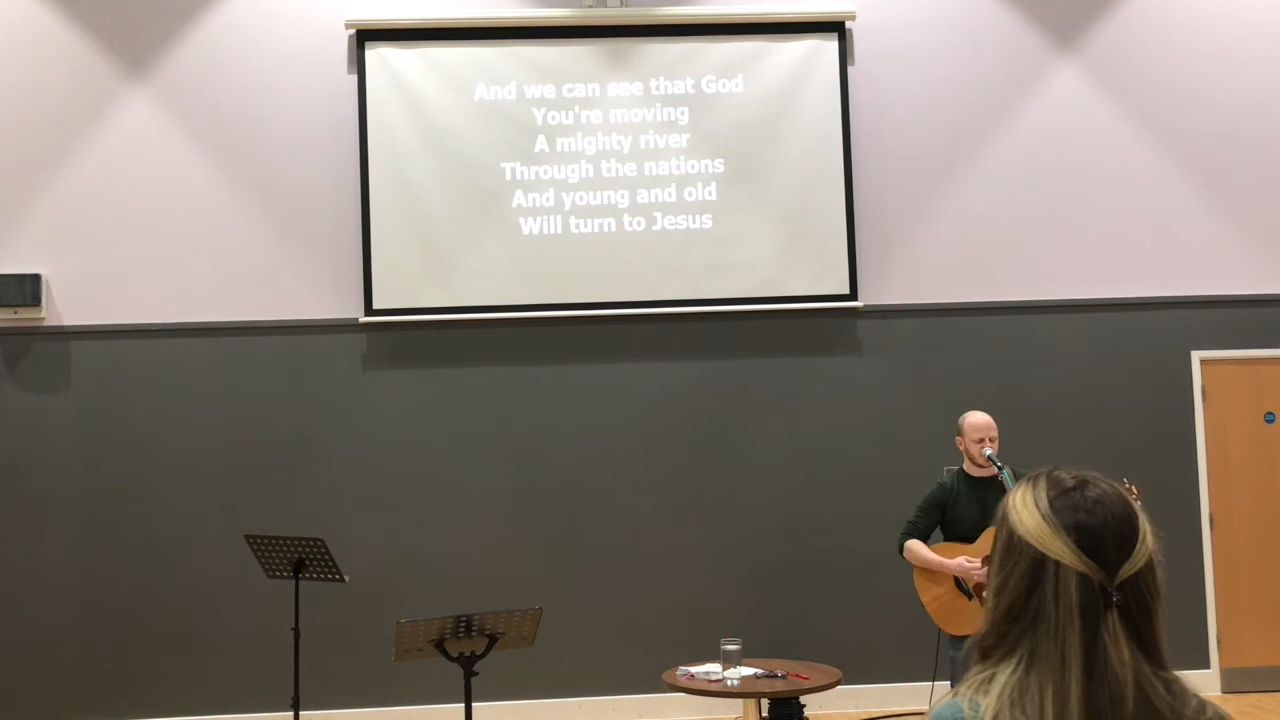 And we can see that God
You're moving
A mighty river
Through the nations
And young and old
Will turn to Jesus